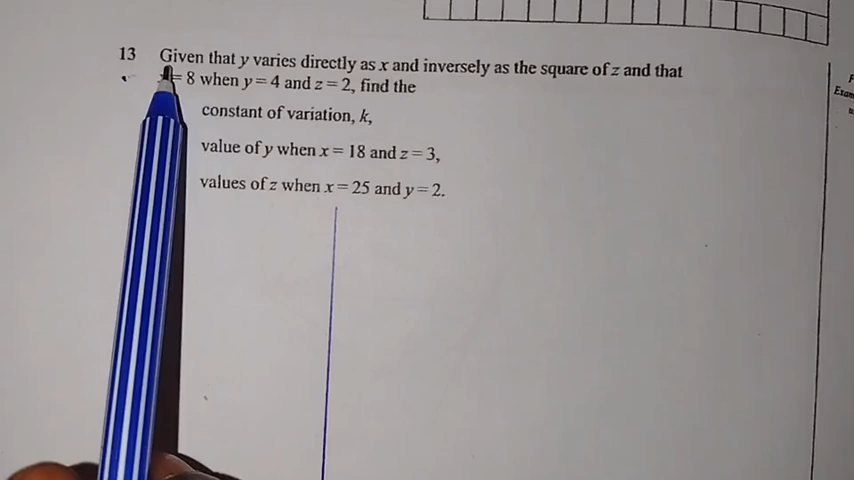 13 Given that y varies directly as x and inversely as the square of z and that
= 8 when y = 4 and z = 2, find the
constant of variation, k,
value of y when x = 18 and z = 3,
values of z when x = 25 and y = 2.